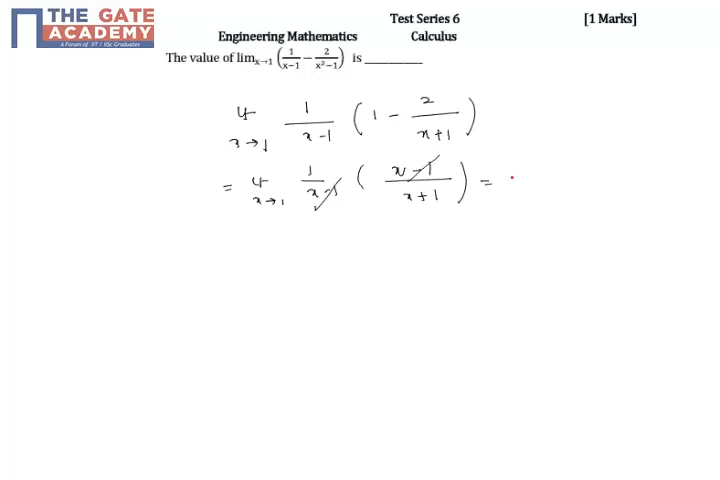 THE GATE
ACADEMY
A Forum of IIT / IISc Graduates
Test Series 6 [1 Marks]
Engineering Mathematics Calculus
The value of lim x→1 (1/(x−1) − 2/(x²−1)) is ________
Lt x→1 1/(x−1) (1 − 2/(x+1))
= Lt x→1 1/(x−1) ((x−1)/(x+1)) =